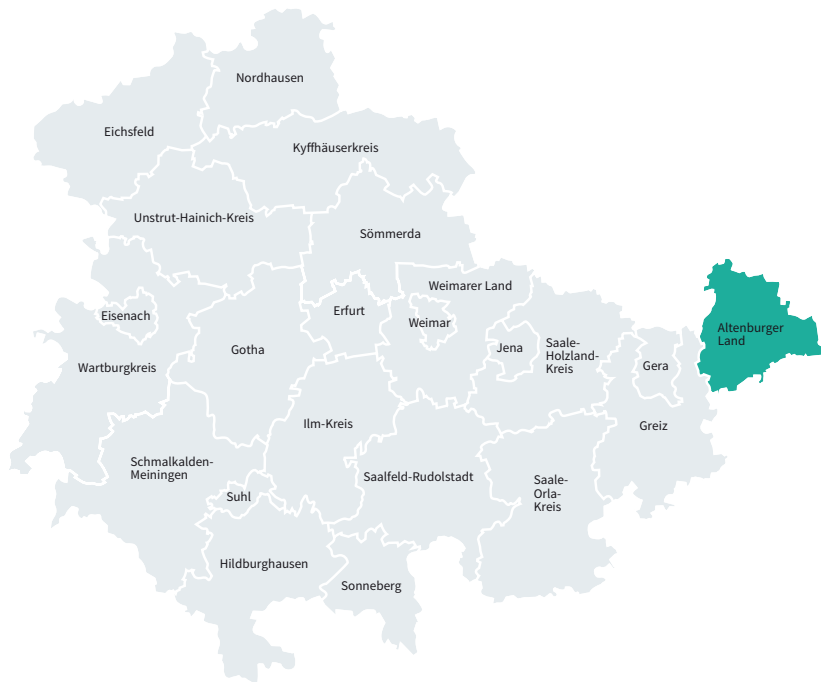 Nordhausen
Eichsfeld
Kyffhäuserkreis
Unstrut-Hainich-Kreis
Sömmerda
Weimarer Land
Eisenach
Erfurt
Weimar
Altenburger
Land
Gotha
Jena
Saale-
Holzland-
Kreis
Gera
Wartburgkreis
Ilm-Kreis
Greiz
Schmalkalden-
Meiningen
Saalfeld-Rudolstadt
Saale-
Orla-
Kreis
Suhl
Hildburghausen
Sonneberg